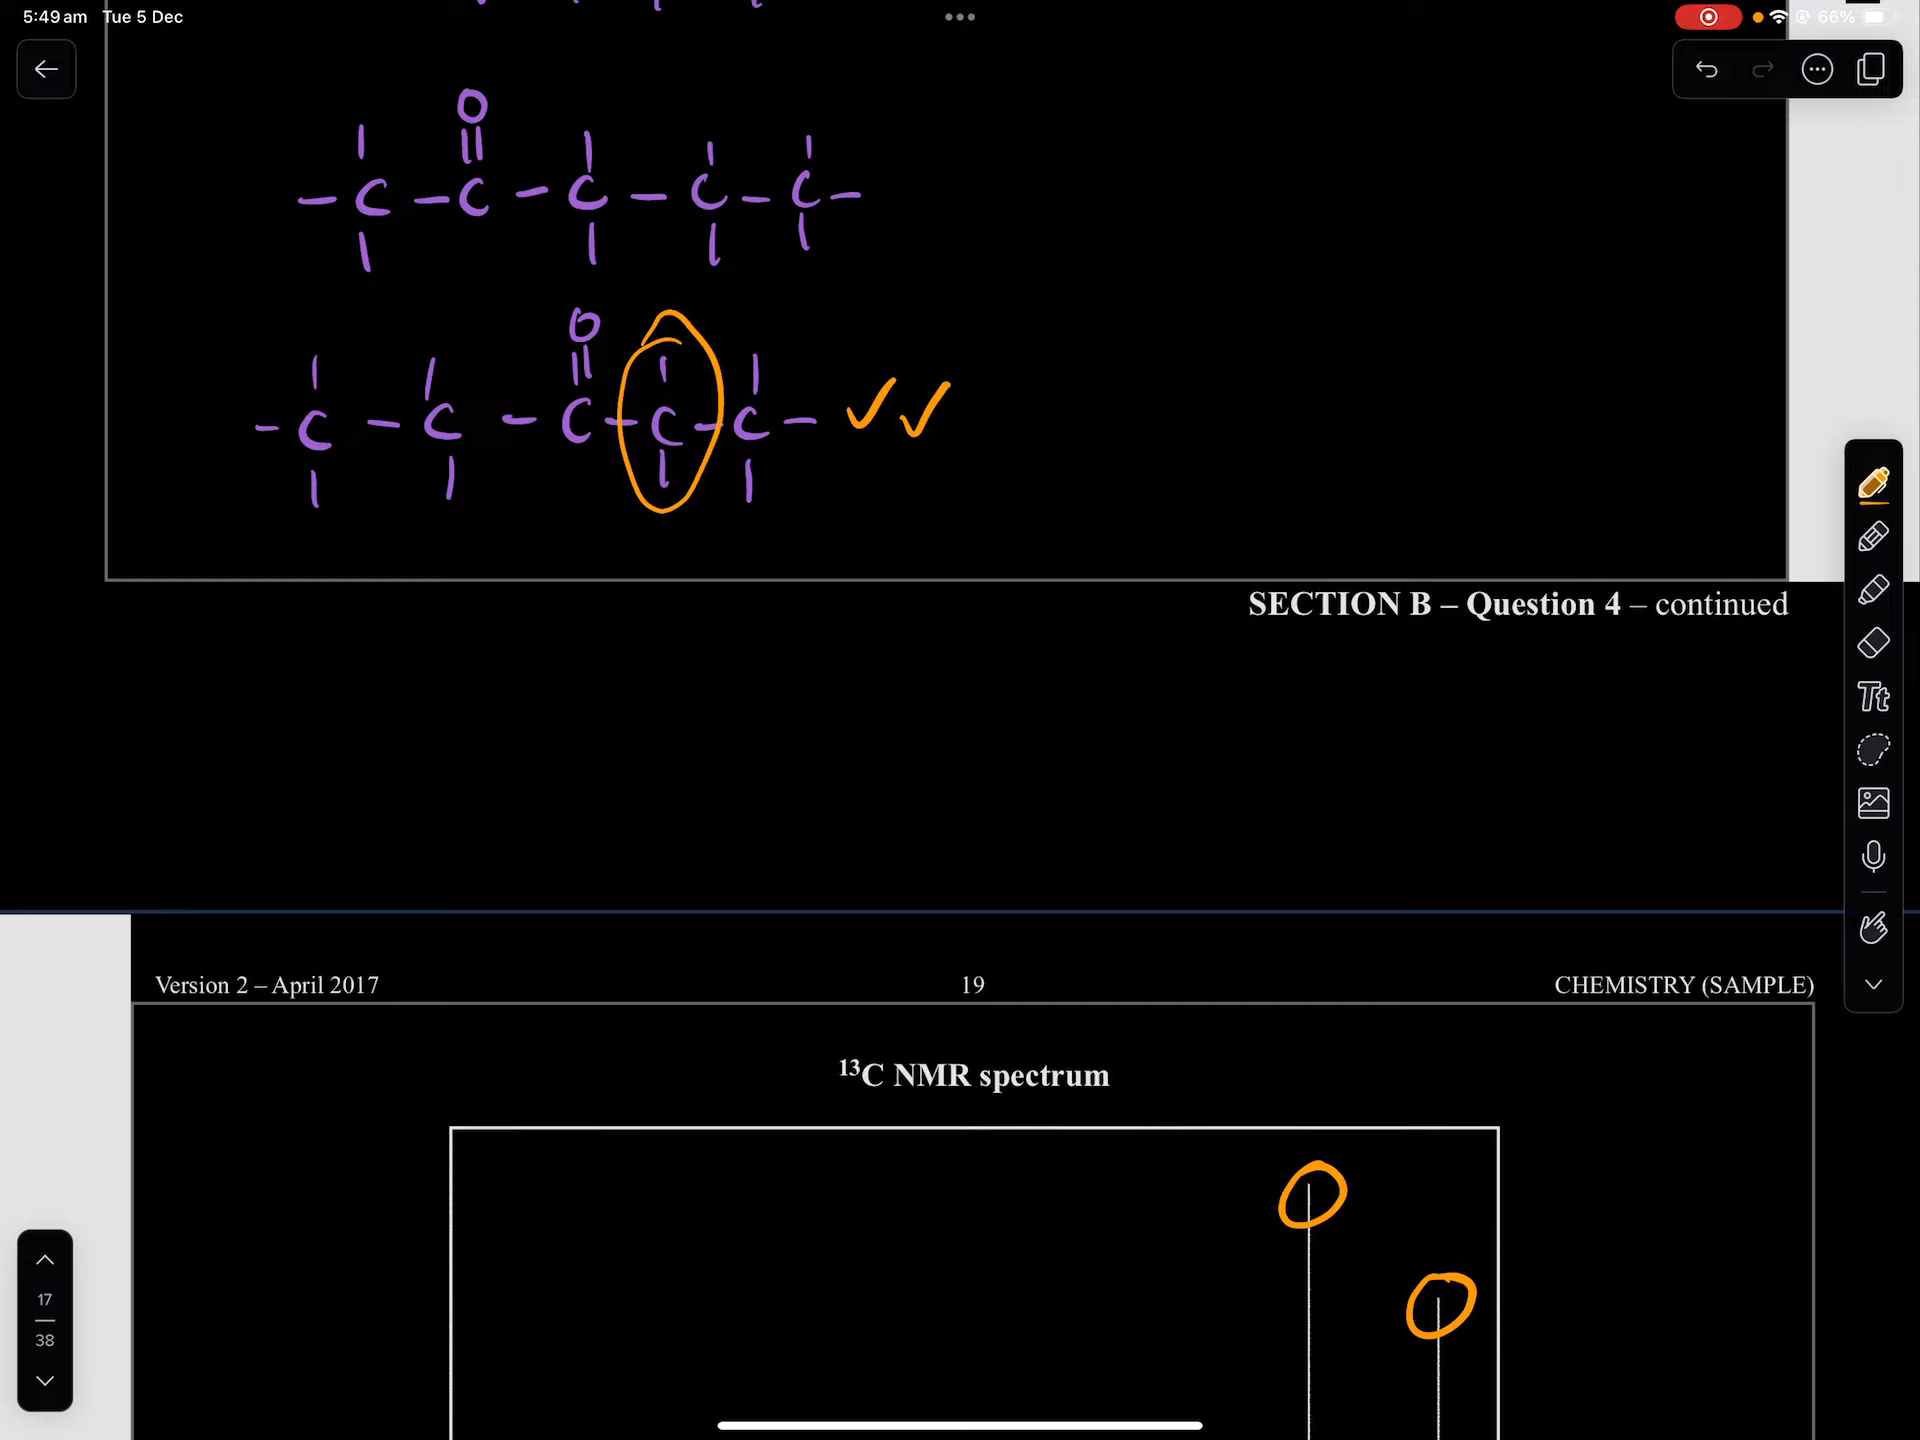 5:49 am Tue 5 Dec
66%
O
C C C C C
O
C C C C C
SECTION B – Question 4 – continued
Tt
Version 2 – April 2017 19 CHEMISTRY (SAMPLE)
¹³C NMR spectrum
17
38